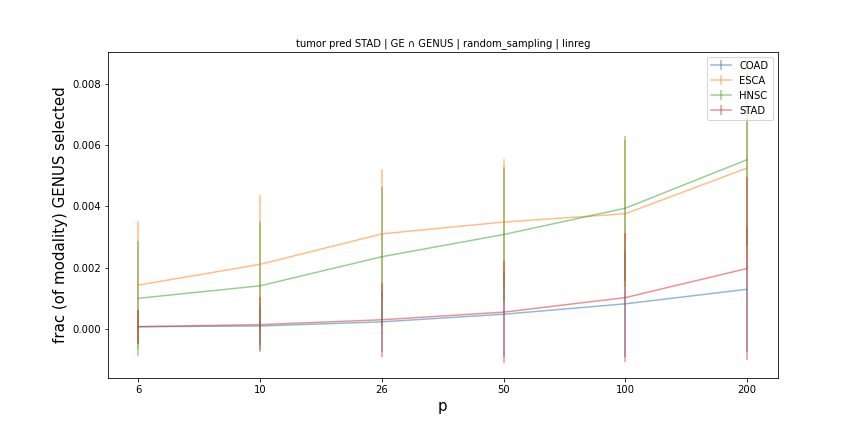 tumor pred STAD | GE ∩ GENUS | random_sampling | linreg
frac (of modality) GENUS selected
0.008
0.006
0.004
0.002
0.000
COAD
ESCA
HNSC
STAD
6 10 26 50 100 200
p